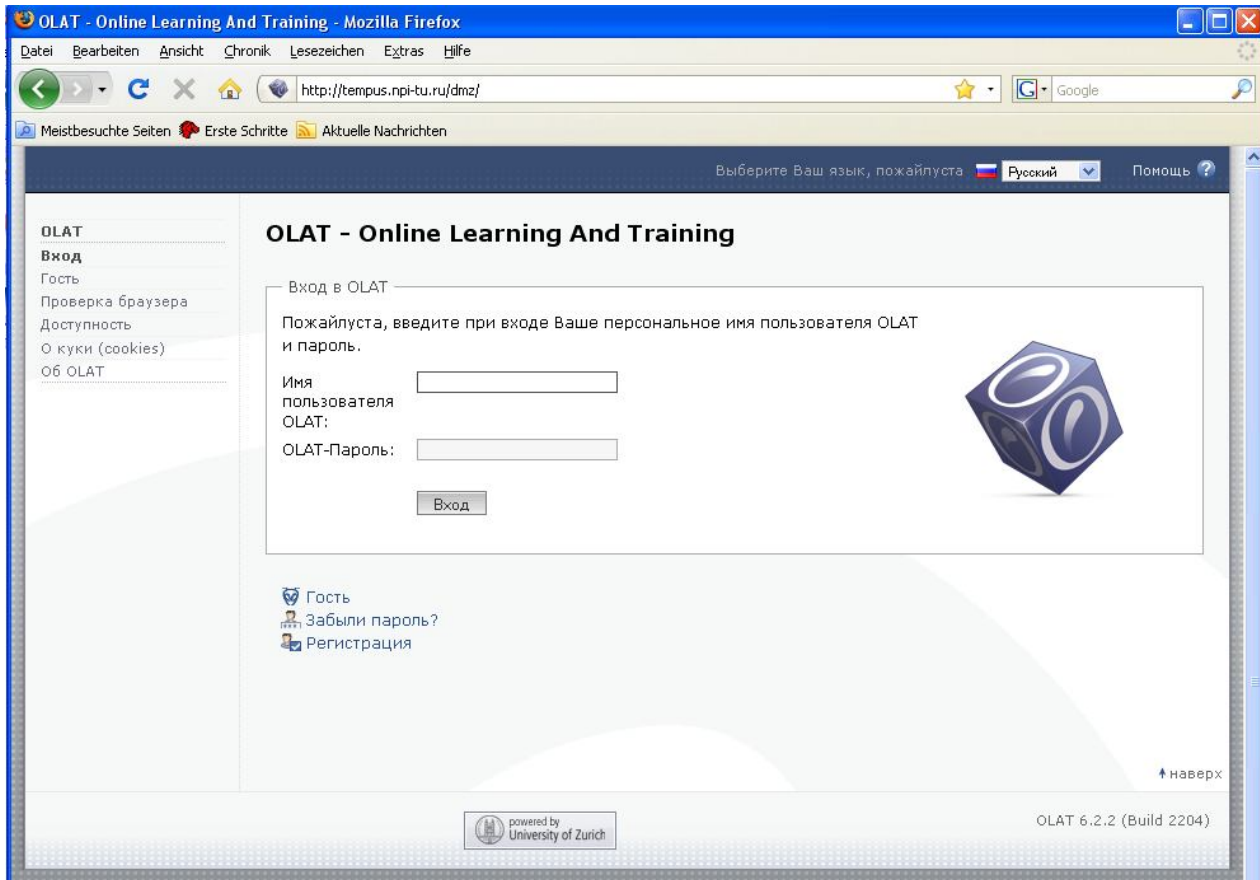 OLAT - Online Learning And Training - Mozilla Firefox
Datei Bearbeiten Ansicht Chronik Lesezeichen Extras Hilfe
http://tempus.npi-tu.ru/dmz/ Google
Meistbesuchte Seiten Erste Schritte Aktuelle Nachrichten
Выберите Ваш язык, пожайлуста Русский Помощь ?
OLAT
Вход
Гость
Проверка браузера
Доступность
О куки (cookies)
Об OLAT
OLAT - Online Learning And Training
Вход в OLAT
Пожайлуста, введите при входе Ваше персональное имя пользователя OLAT
и пароль.
Имя
пользователя
OLAT:
OLAT-Пароль:
Вход
Гость
Забыли пароль?
Регистрация
наверх
powered by
University of Zurich
OLAT 6.2.2 (Build 2204)